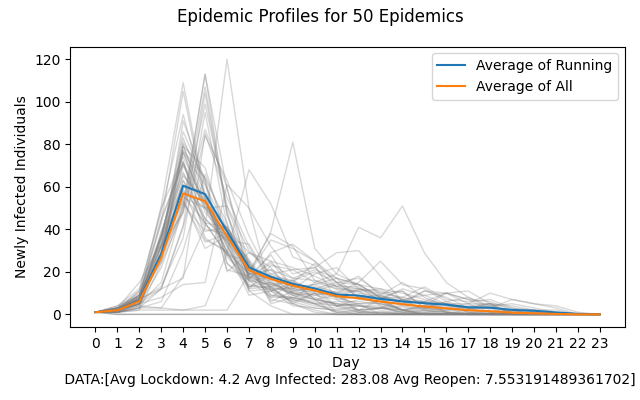 Epidemic Profiles for 50 Epidemics
Average of Running
Average of All
Newly Infected Individuals
120
100
80
60
40
20
0
0 1 2 3 4 5 6 7 8 9 10 11 12 13 14 15 16 17 18 19 20 21 22 23
Day
DATA:[Avg Lockdown: 4.2 Avg Infected: 283.08 Avg Reopen: 7.553191489361702]